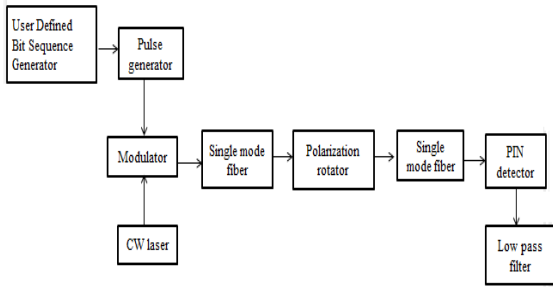 User Defined
Bit Sequence
Generator
Pulse
generator
Modulator
Single mode
fiber
Polarization
rotator
Single
mode fiber
PIN
detector
CW laser
Low pass
filter